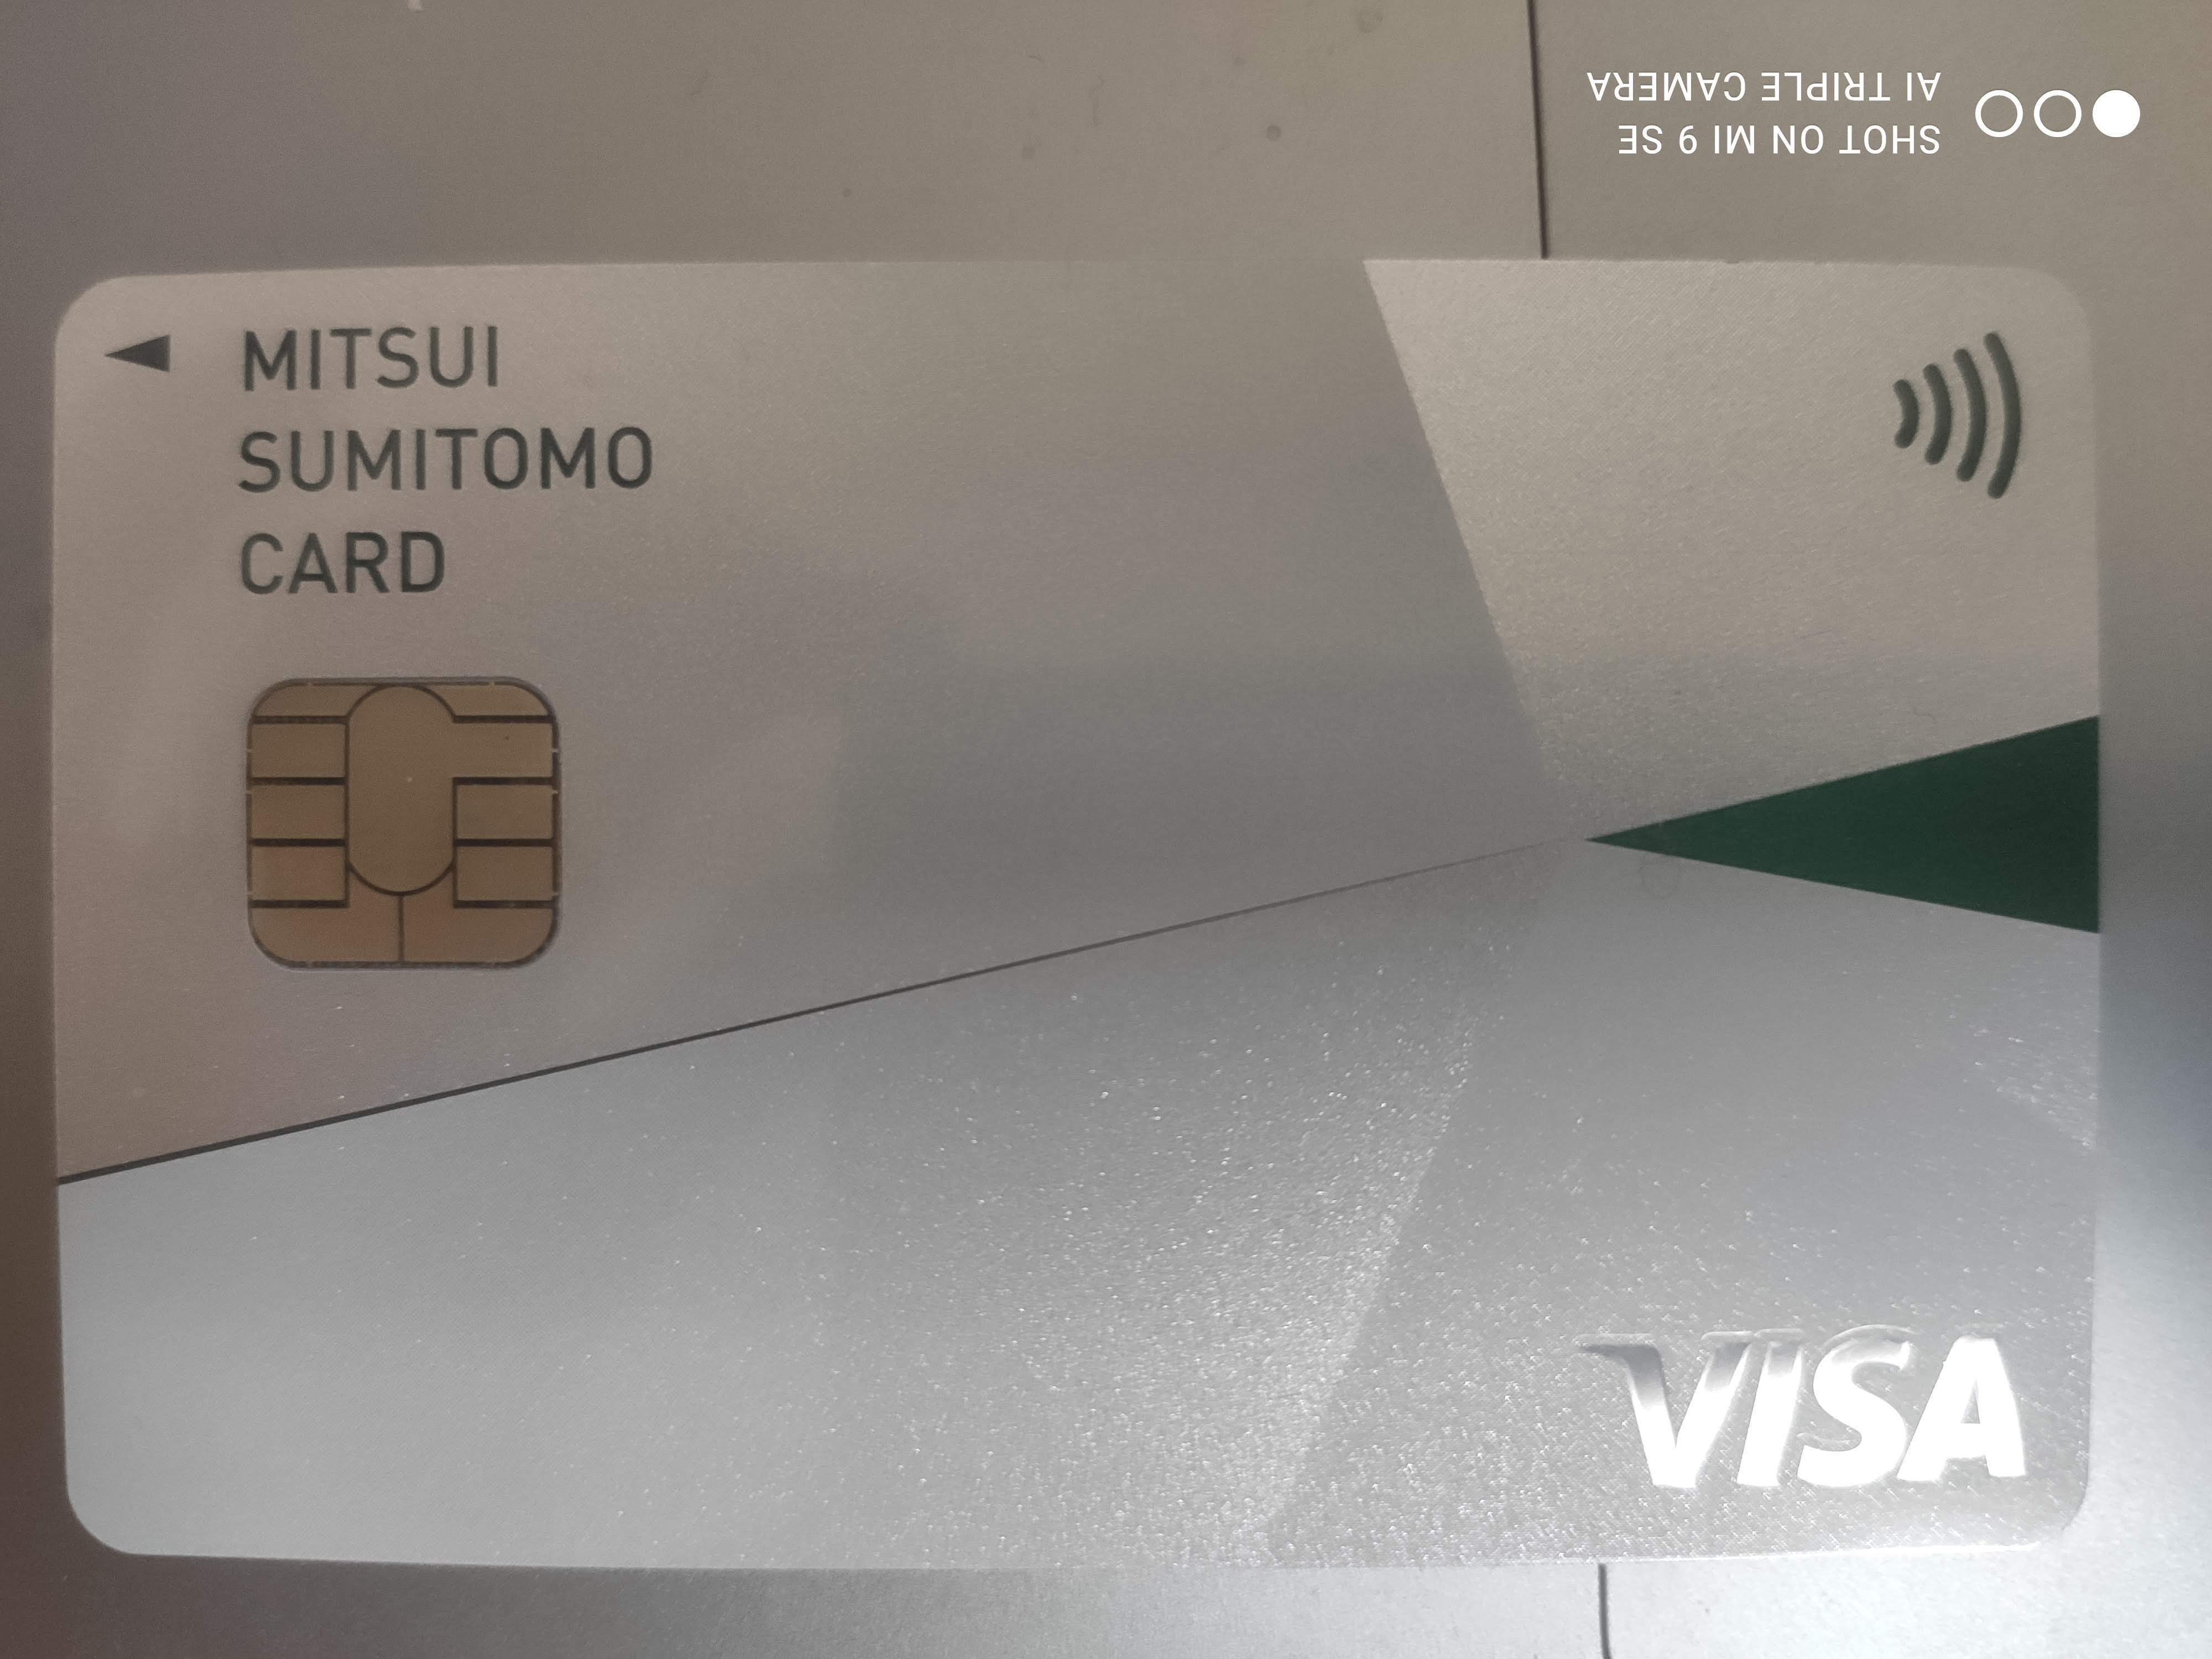 MITSUI
SUMITOMO
CARD
VISA
SHOT ON MI 9 SE
AI TRIPLE CAMERA